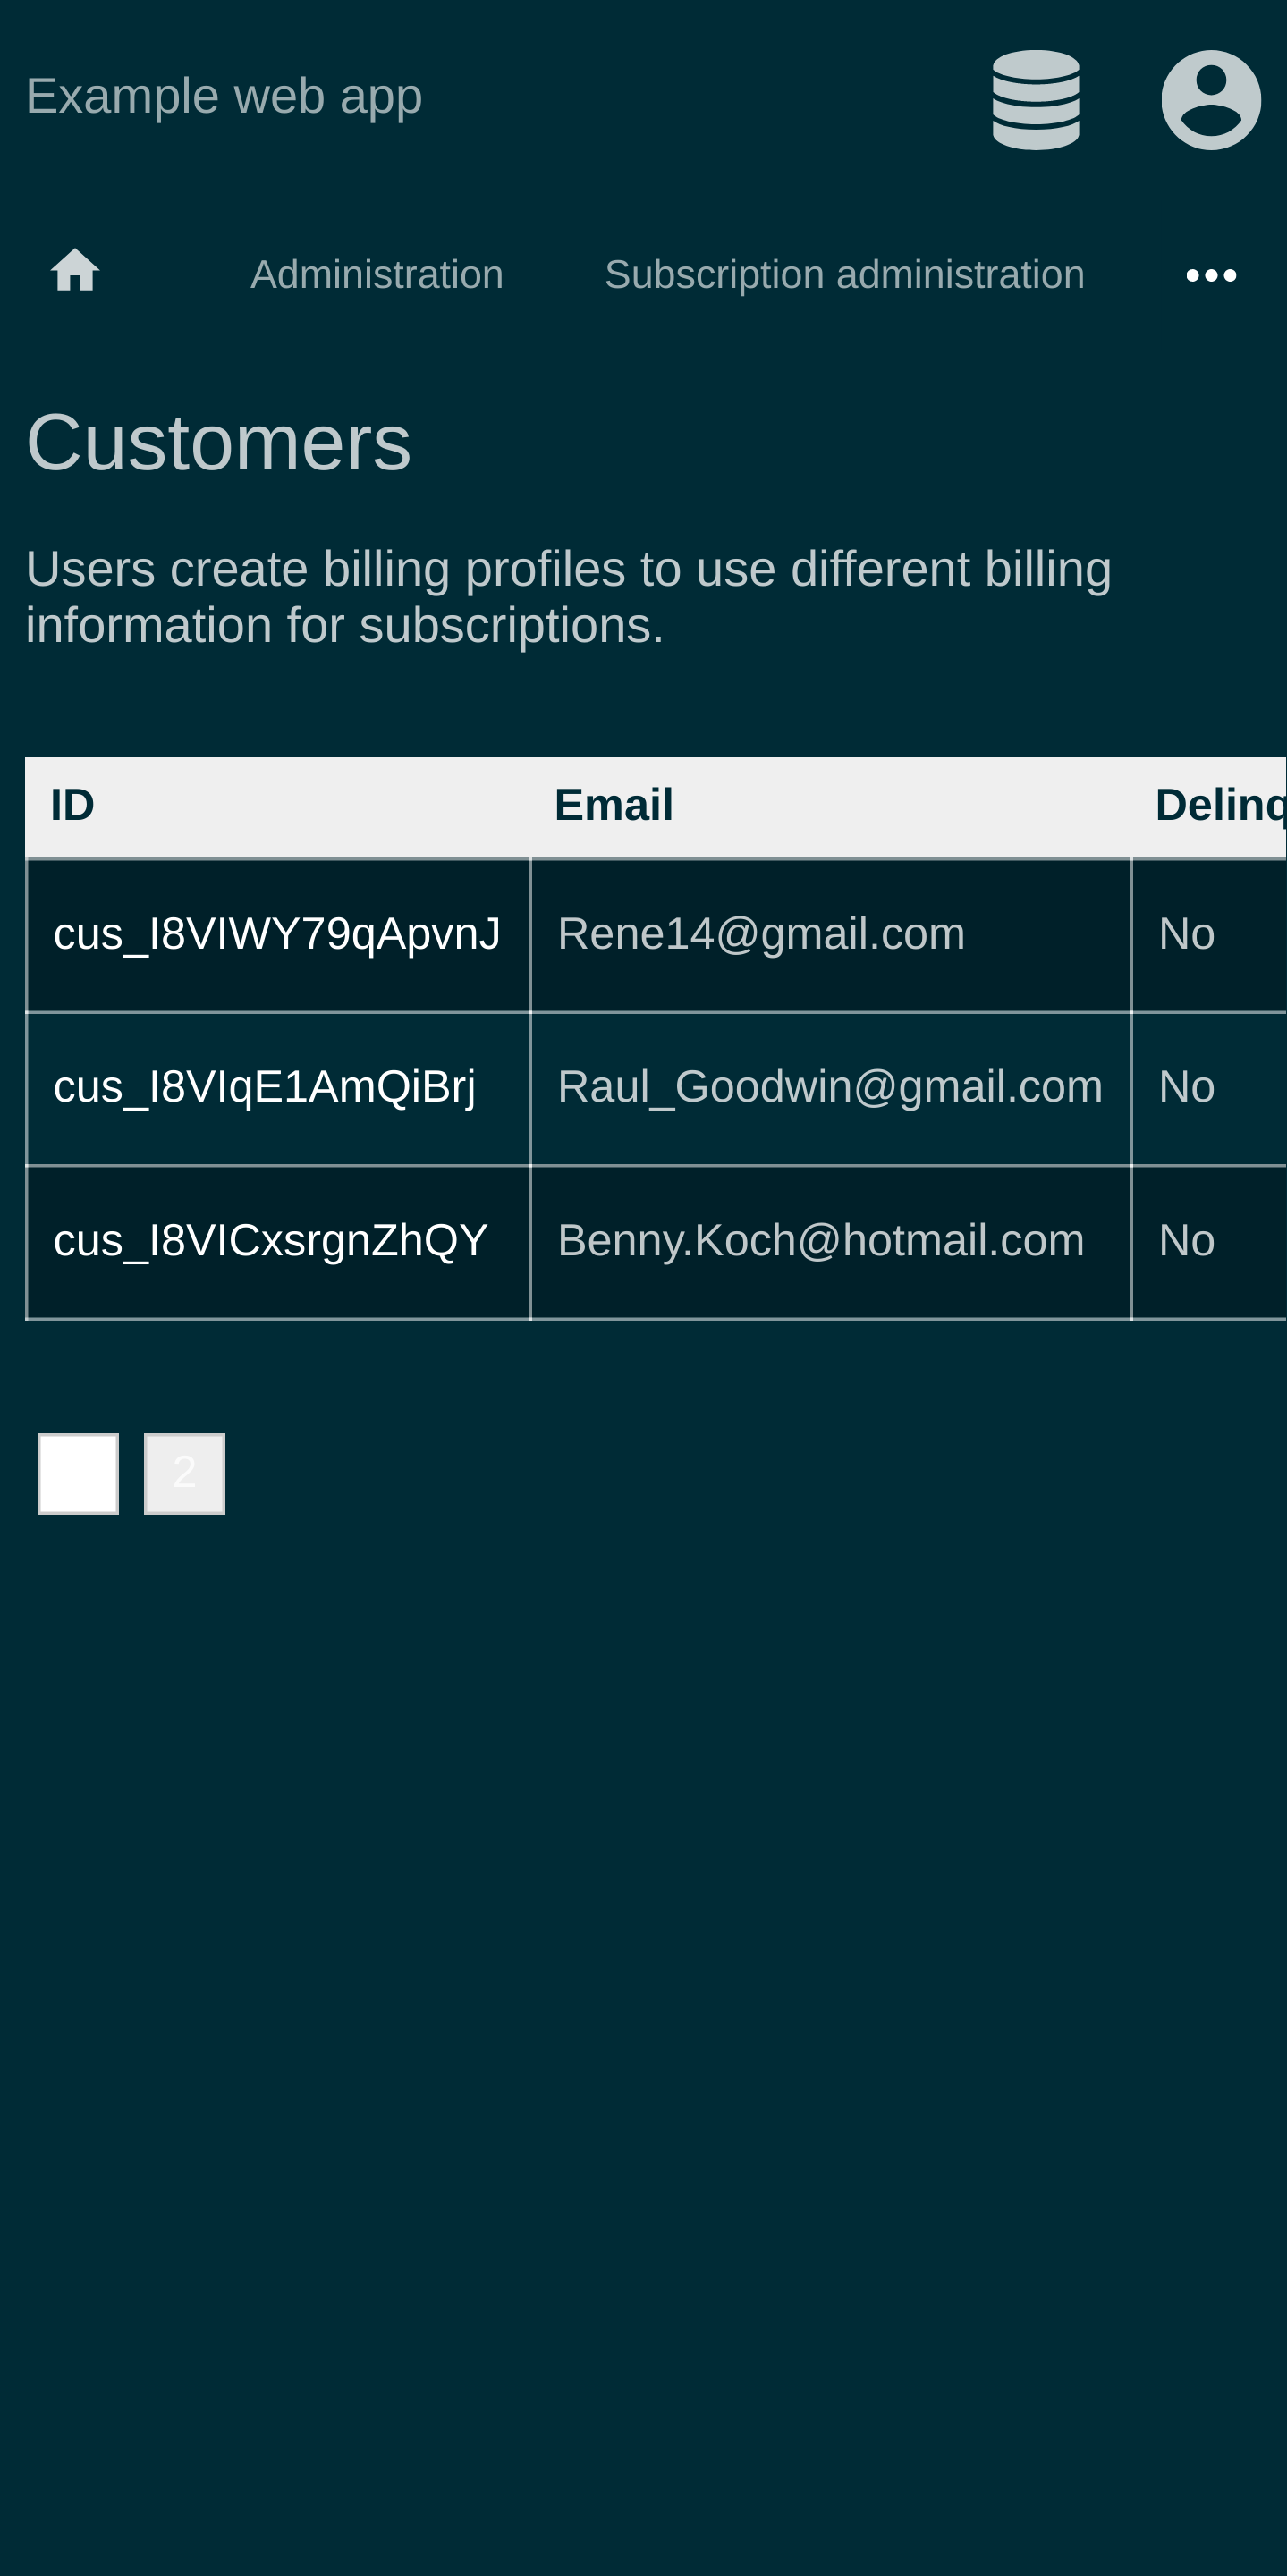 Example web app
Administration Subscription administration
Customers
Users create billing profiles to use different billing
information for subscriptions.
ID Email Delinq
cus_I8VIWY79qApvnJ Rene14@gmail.com No
cus_I8VIqE1AmQiBrj Raul_Goodwin@gmail.com No
cus_I8VICxsrgnZhQY Benny.Koch@hotmail.com No
2